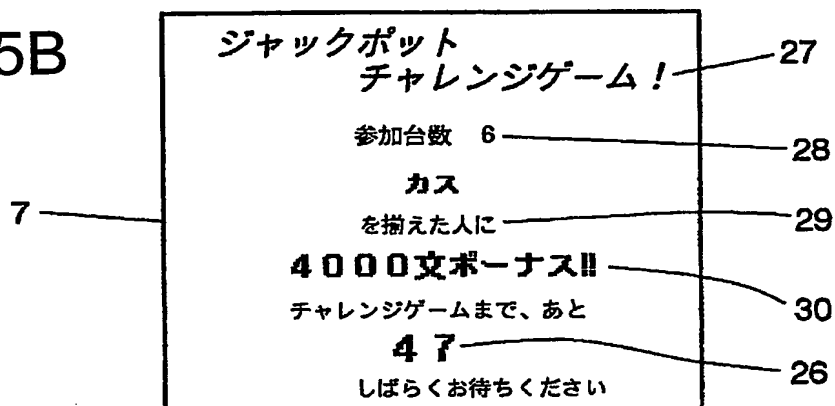 5B
ジャックポット
チャレンジゲーム!
27
参加台数 6
28
カス
7
を揃えた人に
29
4000文ボーナス!!
30
チャレンジゲームまで、あと
47
26
しばらくお待ちください